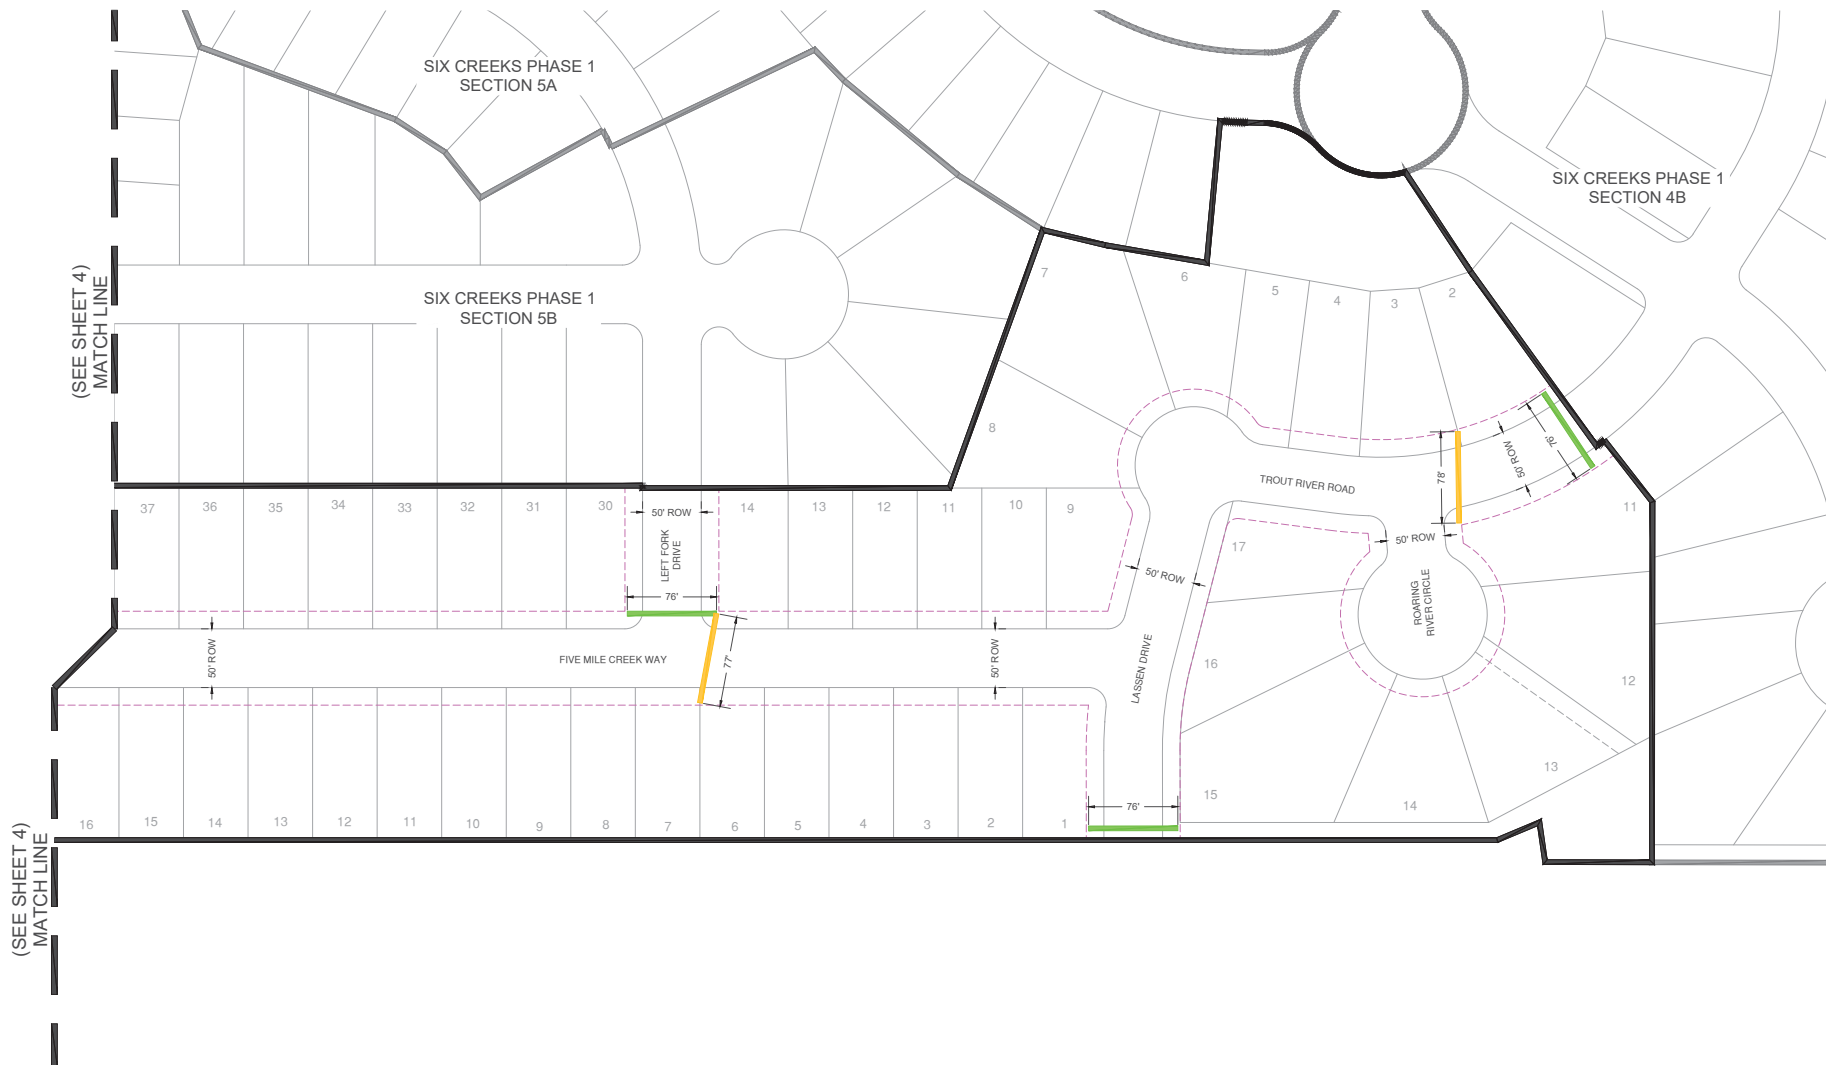 SIX CREEKS PHASE 1
SECTION 5A
SIX CREEKS PHASE 1
SECTION 4B
(SEE SHEET 4)
MATCH LINE
SIX CREEKS PHASE 1
SECTION 5B
7
6
5
4
3
2
8
37
36
35
34
33
32
31
30
50' ROW
14
13
12
11
10
9
LEFT FORK
DRIVE
76'
TROUT RIVER ROAD
78'
50' ROW
76'
11
17
50' ROW
50' ROW
ROARING
RIVER CIRCLE
50' ROW
FIVE MILE CREEK WAY
77'
50' ROW
LASSEN DRIVE
16
12
13
14
15
76'
16
15
14
13
12
11
10
9
8
7
6
5
4
3
2
1
(SEE SHEET 4)
MATCH LINE